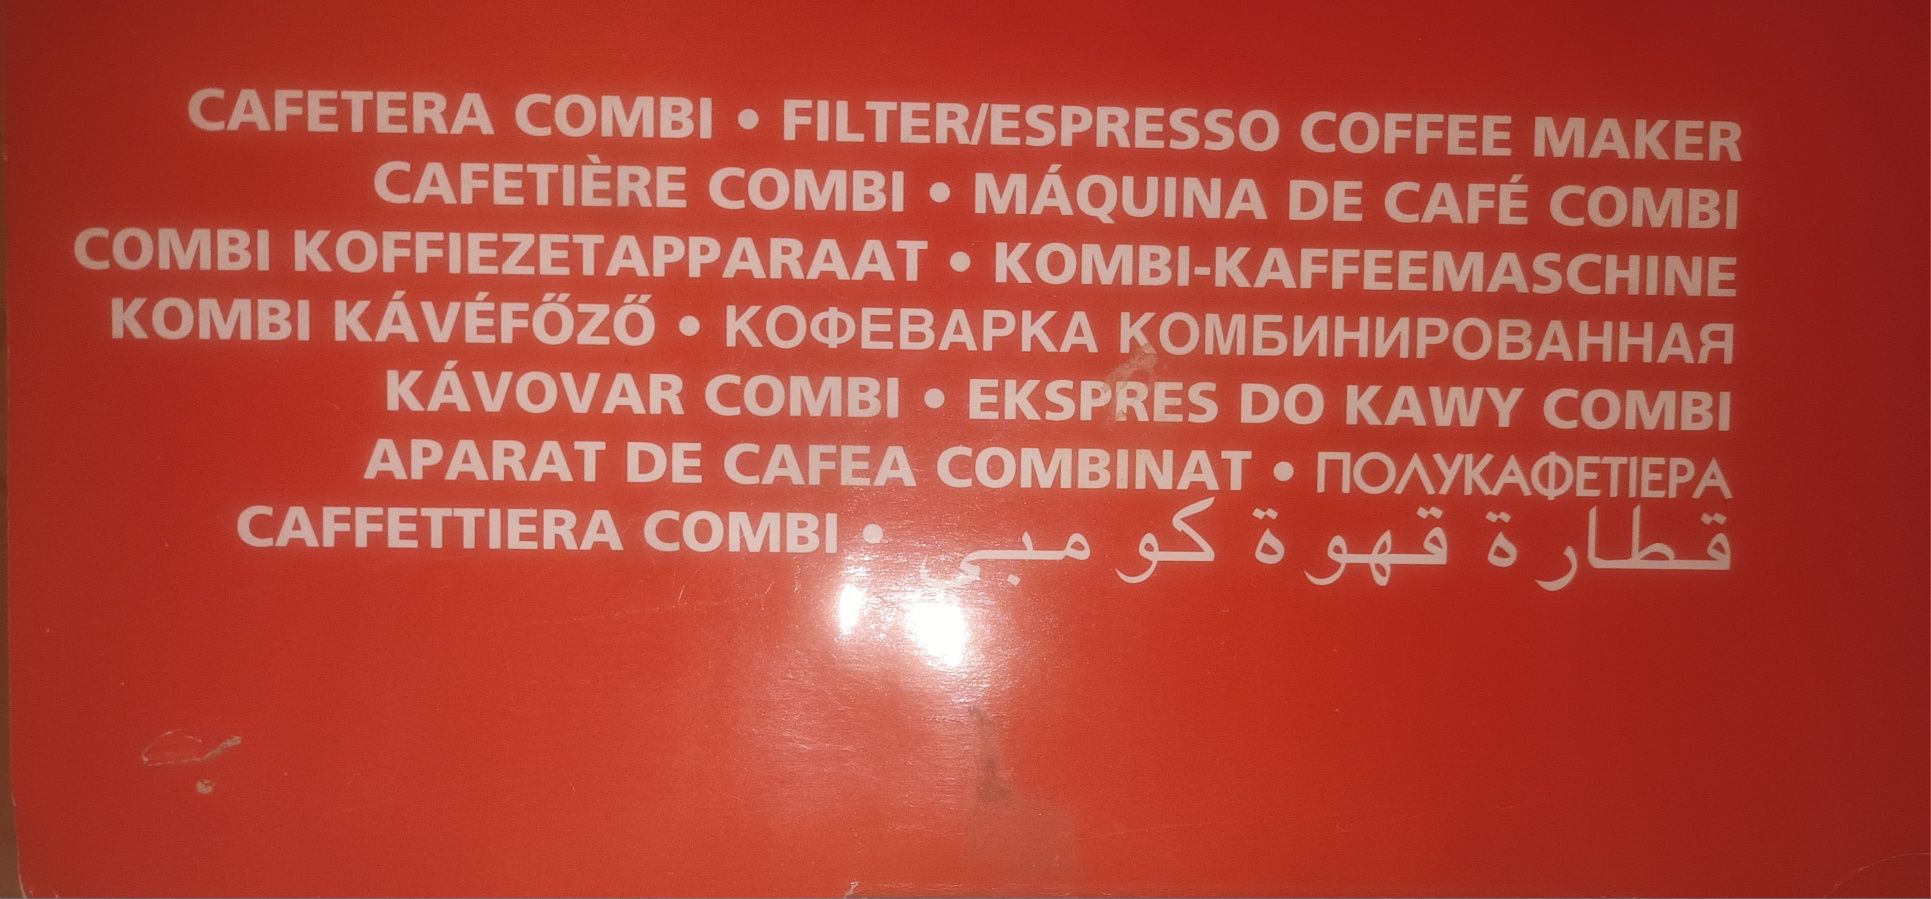 CAFETERA COMBI • FILTER/ESPRESSO COFFEE MAKER
CAFETIÈRE COMBI • MÁQUINA DE CAFÉ COMBI
COMBI KOFFIEZETAPPARAAT • KOMBI-KAFFEEMASCHINE
KOMBI KÁVÉFŐZŐ • КОФЕВАРКА КОМБИНИРОВАННАЯ
KÁVOVAR COMBI • EKSPRES DO KAWY COMBI
APARAT DE CAFEA COMBINAT • ΠΟΛΥΚΑΦΕΤΙΕΡΑ
CAFFETTIERA COMBI • قطارة قهوة كومبي